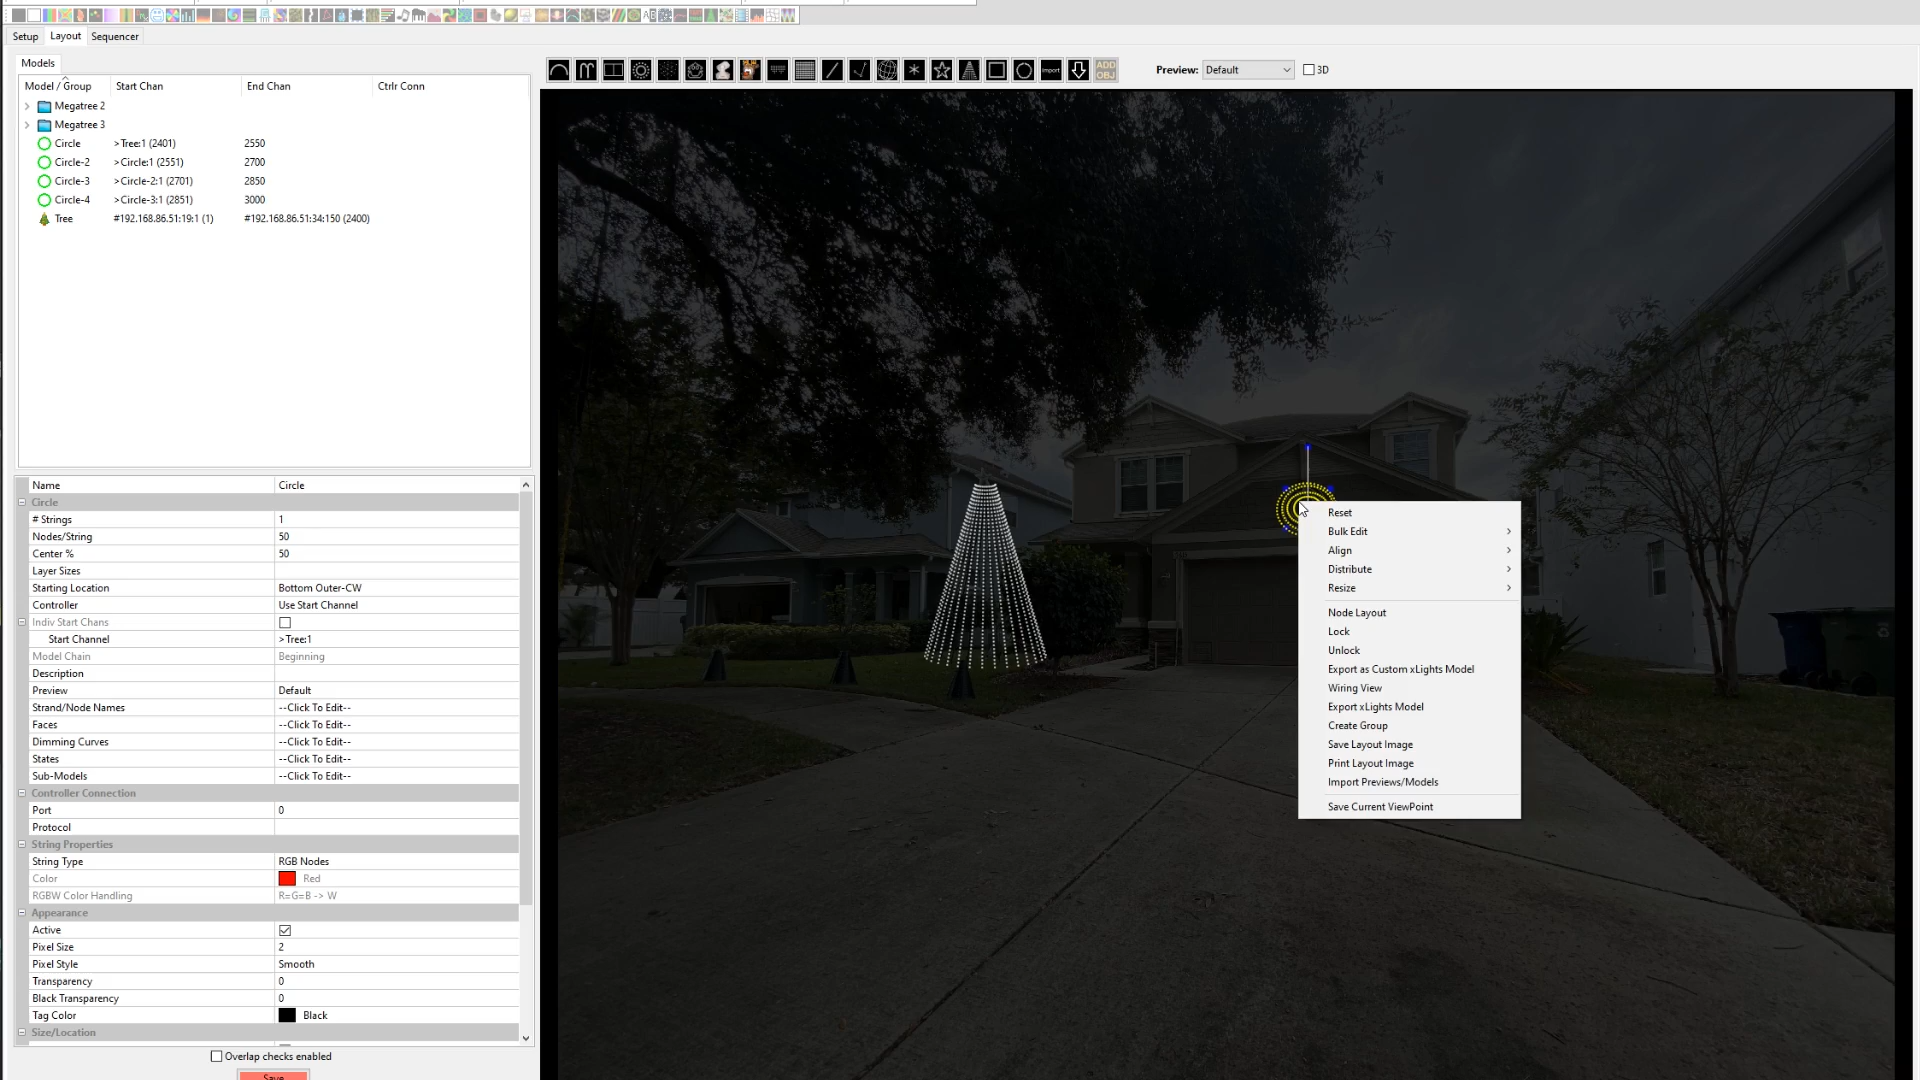 Setup Layout Sequencer
Models
Preview: Default 3D
Model / Group Start Chan End Chan Ctrlr Conn
Megatree 2
Megatree 3
Circle >Tree:1 (2401) 2550
Circle-2 >Circle:1 (2551) 2700
Circle-3 >Circle-2:1 (2701) 2850
Circle-4 >Circle-3:1 (2851) 3000
Tree #192.168.86.51:19:1 (1) #192.168.86.51:34:150 (2400)
import
ADD OBJ
Name Circle
Circle
# Strings 1
Nodes/String 50
Center % 50
Layer Sizes
Starting Location Bottom Outer-CW
Controller Use Start Channel
Indiv Start Chans
Start Channel >Tree:1
Model Chain Beginning
Description
Preview Default
Strand/Node Names --Click To Edit--
Faces --Click To Edit--
Dimming Curves --Click To Edit--
States --Click To Edit--
Sub-Models --Click To Edit--
Controller Connection
Port 0
Protocol
String Properties
String Type RGB Nodes
Color Red
RGBW Color Handling R=G=B -> W
Appearance
Active
Pixel Size 2
Pixel Style Smooth
Transparency 0
Black Transparency 0
Tag Color Black
Size/Location
Overlap checks enabled
Save
Reset
Bulk Edit
Align
Distribute
Resize
Node Layout
Lock
Unlock
Export as Custom xLights Model
Wiring View
Export xLights Model
Create Group
Save Layout Image
Print Layout Image
Import Previews/Models
Save Current ViewPoint